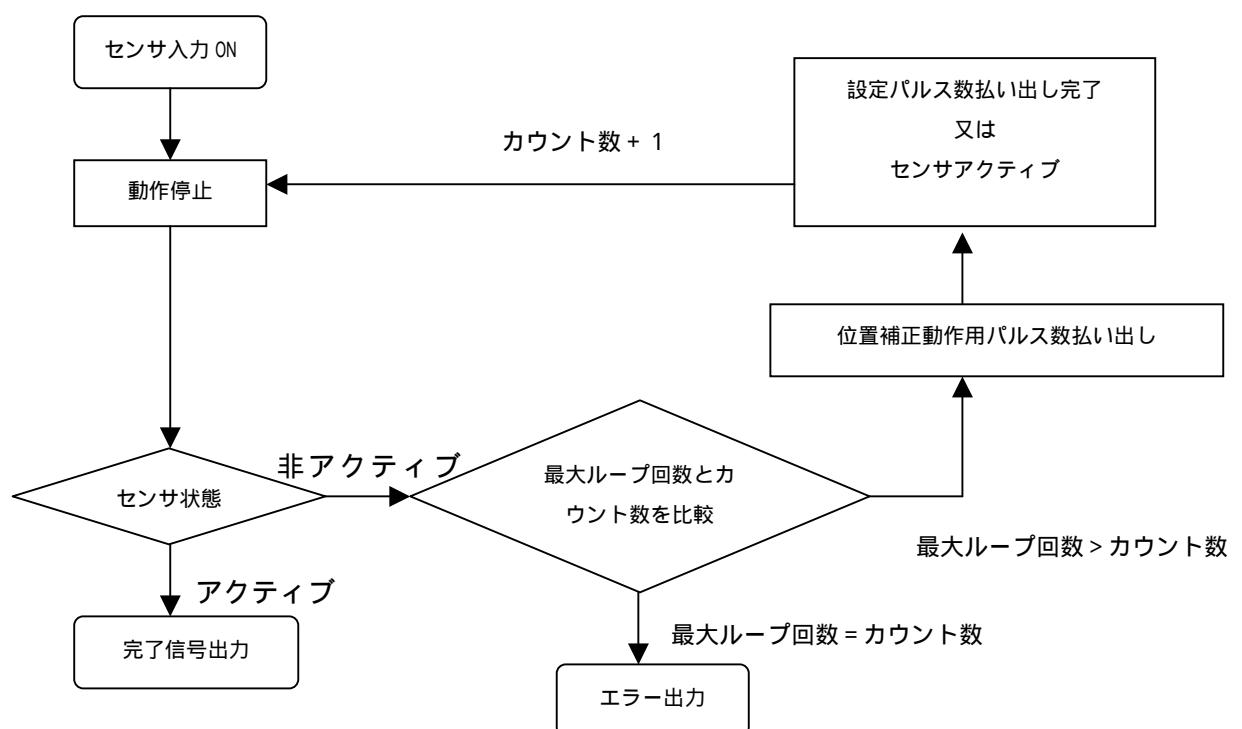 センサ入力 ON
設定パルス数払い出し完了
又は
センサアクティブ
カウント数+ 1
動作停止
位置補正動作用パルス数払い出し
非アクティブ
最大ループ回数とカ
ウント数を比較
センサ状態
最大ループ回数>カウント数
アクティブ
最大ループ回数=カウント数
完了信号出力
エラー出力